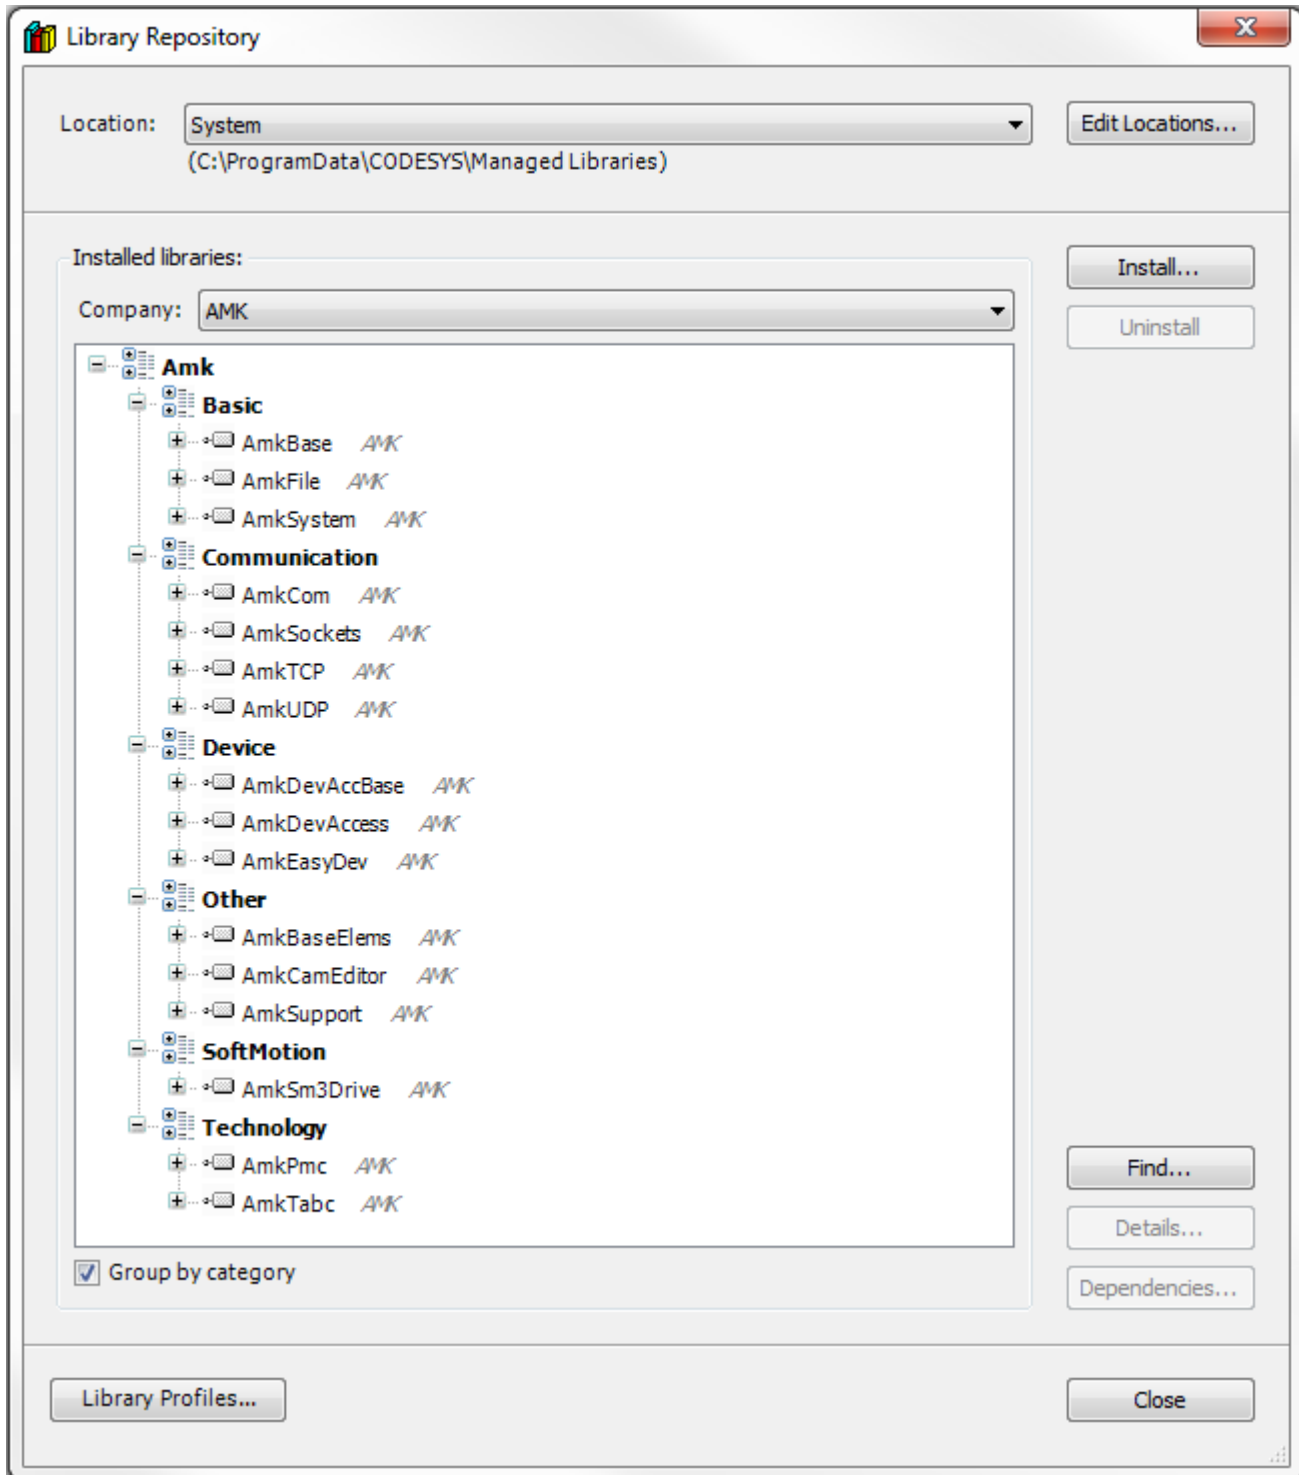 Library Repository
Location: System Edit Locations...
(C:\ProgramData\CODESYS\Managed Libraries)
Installed libraries:
Install...
Company: AMK
Uninstall
Amk
Basic
AmkBase AMK
AmkFile AMK
AmkSystem AMK
Communication
AmkCom AMK
AmkSockets AMK
AmkTCP AMK
AmkUDP AMK
Device
AmkDevAccBase AMK
AmkDevAccess AMK
AmkEasyDev AMK
Other
AmkBaseElems AMK
AmkCamEditor AMK
AmkSupport AMK
SoftMotion
AmkSm3Drive AMK
Technology
AmkPmc AMK
Find...
AmkTabc AMK
Details...
Group by category
Dependencies...
Library Profiles... Close